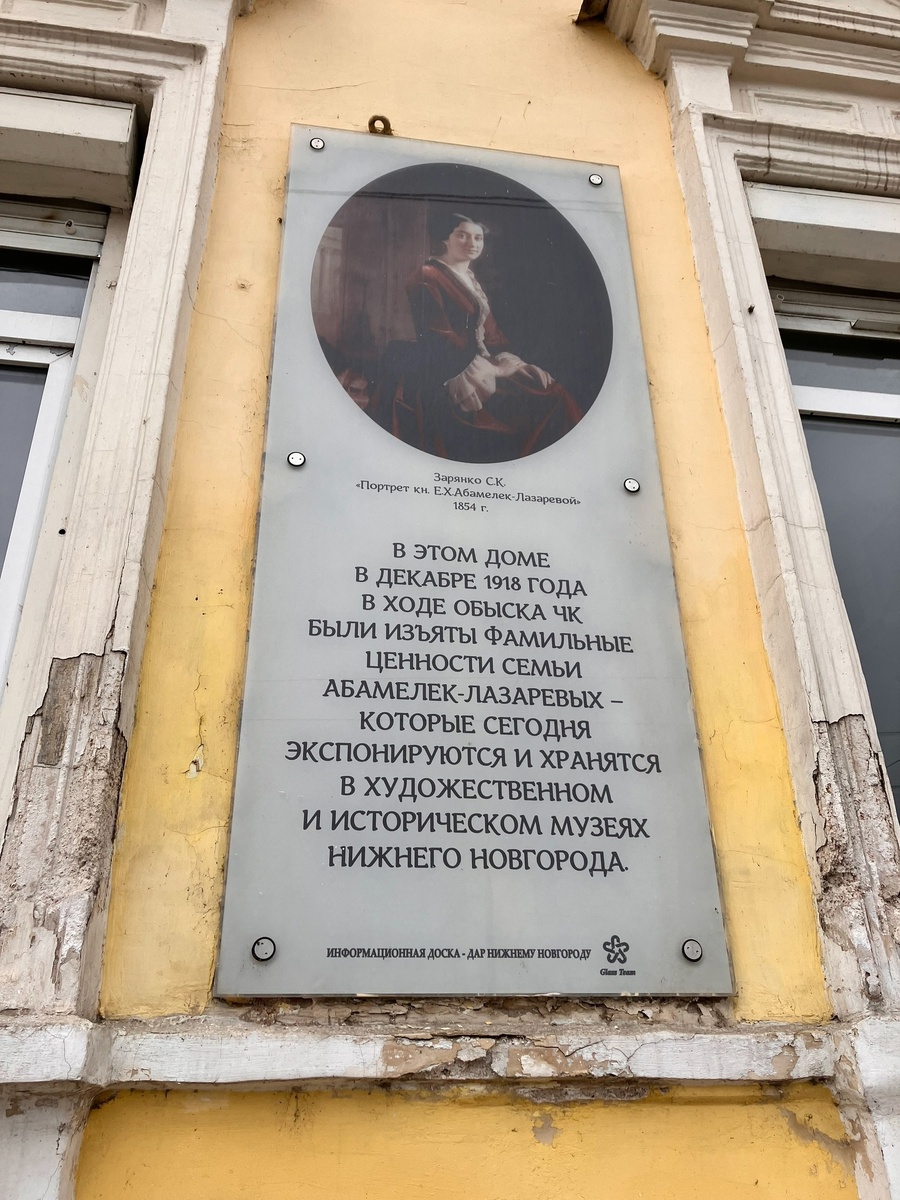 Зарянко С.К.
«Портрет кн. Е.Х.Абамелек-Лазаревой»
1854 г.
В ЭТОМ ДОМЕ
В ДЕКАБРЕ 1918 ГОДА
В ХОДЕ ОБЫСКА ЧК
БЫЛИ ИЗЪЯТЫ ФАМИЛЬНЫЕ
ЦЕННОСТИ СЕМЬИ
АБАМЕЛЕК-ЛАЗАРЕВЫХ –
КОТОРЫЕ СЕГОДНЯ
ЭКСПОНИРУЮТСЯ И ХРАНЯТСЯ
В ХУДОЖЕСТВЕННОМ
И ИСТОРИЧЕСКОМ МУЗЕЯХ
НИЖНЕГО НОВГОРОДА.
ИНФОРМАЦИОННАЯ ДОСКА - ДАР НИЖНЕМУ НОВГОРОДУ
Glass Team